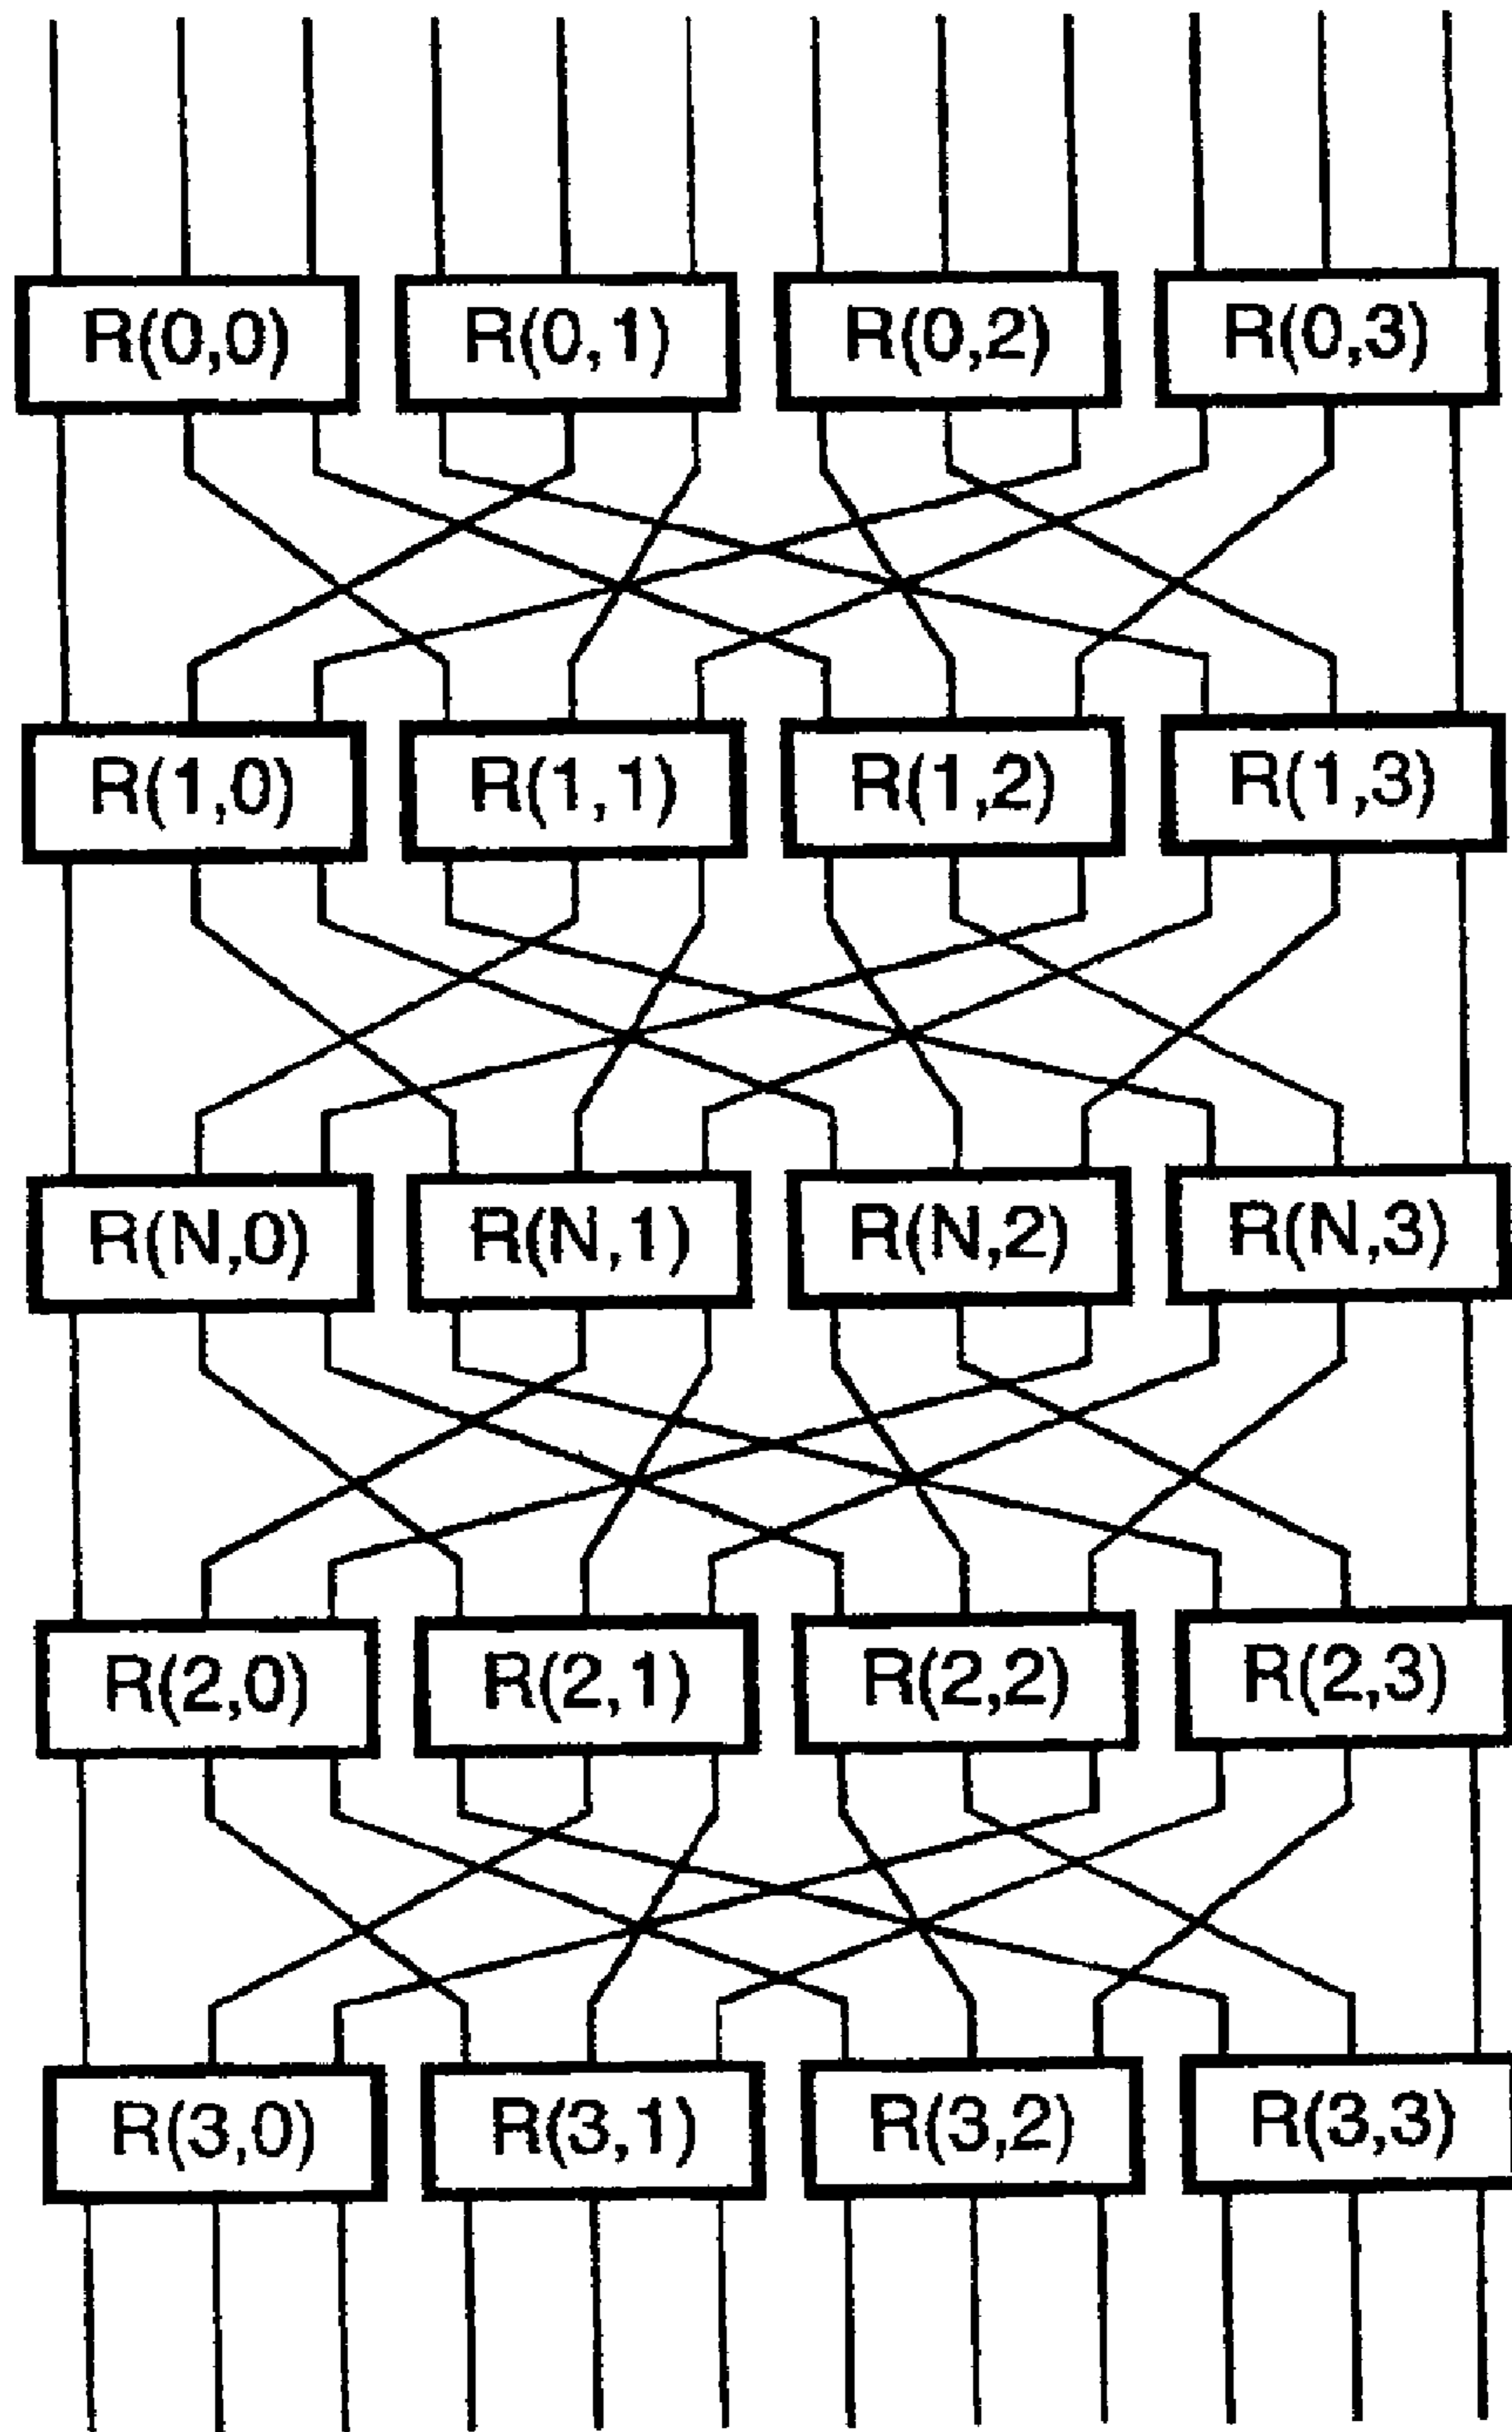 R(0,0) R(0,1) R(0,2) R(0,3)
R(1,0) R(1,1) R(1,2) R(1,3)
R(N,0) R(N,1) R(N,2) R(N,3)
R(2,0) R(2,1) R(2,2) R(2,3)
R(3,0) R(3,1) R(3,2) R(3,3)